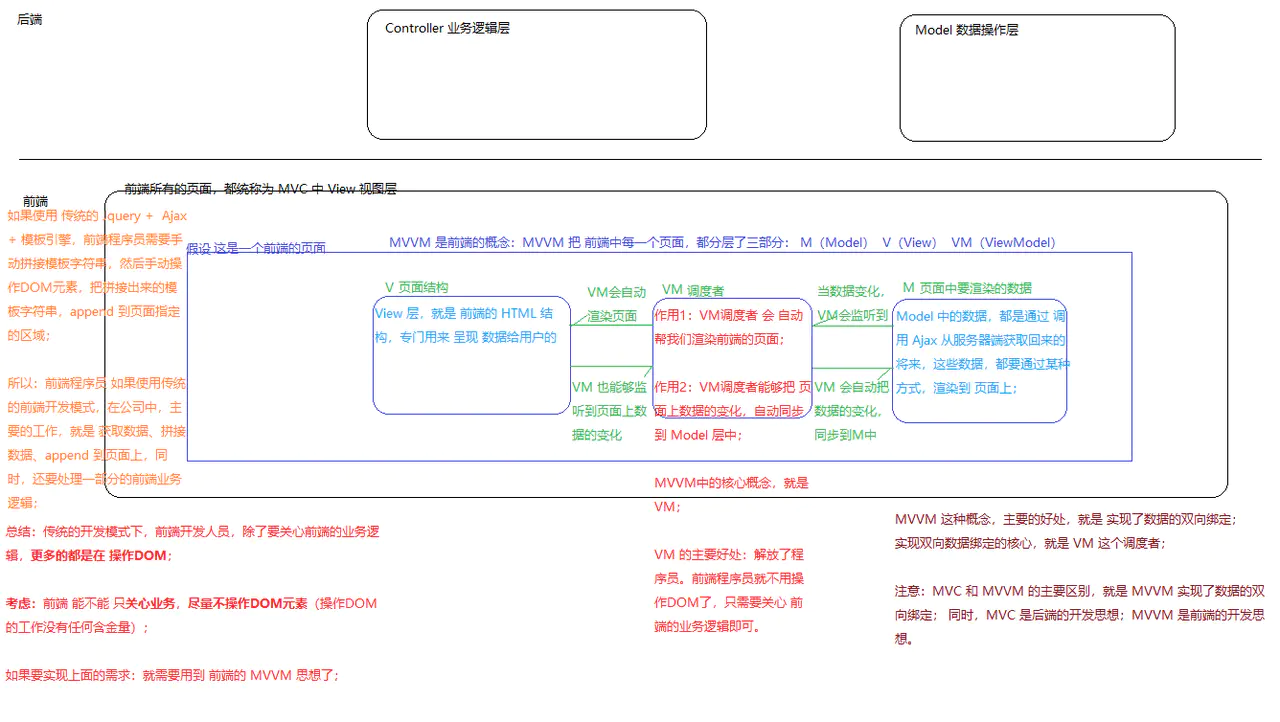 后端
Controller 业务逻辑层
Model 数据操作层
前端
前端所有的页面，都统称为 MVC 中 View 视图层
如果使用 传统的 Jquery + Ajax
+ 模板引擎，前端程序员需要手
动拼接模板字符串，然后手动操
作DOM元素，把拼接出来的模
板字符串，append 到页面指定
的区域；
所以：前端程序员 如果使用传统
的前端开发模式，在公司中，主
要的工作，就是 获取数据、拼接
数据、append 到页面上，同
时，还要处理一部分的前端业务
逻辑；
假设 这是一个前端的页面
MVVM 是前端的概念：MVVM 把 前端中每一个页面，都分层了三部分： M（Model） V（View） VM（ViewModel）
V 页面结构
View 层，就是 前端的 HTML 结
构，专门用来 呈现 数据给用户的
VM会自动
渲染页面
VM 也能够监
听到页面上数
据的变化
VM 调度者
作用1：VM调度者 会 自动
帮我们渲染前端的页面；
作用2：VM调度者能够把 页
面上数据的变化，自动同步
到 Model 层中；
当数据变化，
VM会监听到
VM 会自动把
数据的变化，
同步到M中
M 页面中要渲染的数据
Model 中的数据，都是通过 调
用 Ajax 从服务器端获取回来的
将来，这些数据，都要通过某种
方式，渲染到 页面上；
总结：传统的开发模式下，前端开发人员，除了要关心前端的业务逻
辑，更多的都是在 操作DOM；
考虑：前端 能不能 只关心业务，尽量不操作DOM元素（操作DOM
的工作没有任何含金量）；
如果要实现上面的需求：就需要用到 前端的 MVVM 思想了；
MVVM中的核心概念，就是
VM；
VM 的主要好处：解放了程
序员。前端程序员就不用操
作DOM了，只需要关心 前
端的业务逻辑即可。
MVVM 这种概念，主要的好处，就是 实现了数据的双向绑定；
实现双向数据绑定的核心，就是 VM 这个调度者；
注意：MVC 和 MVVM 的主要区别，就是 MVVM 实现了数据的双
向绑定； 同时，MVC 是后端的开发思想；MVVM 是前端的开发思
想。